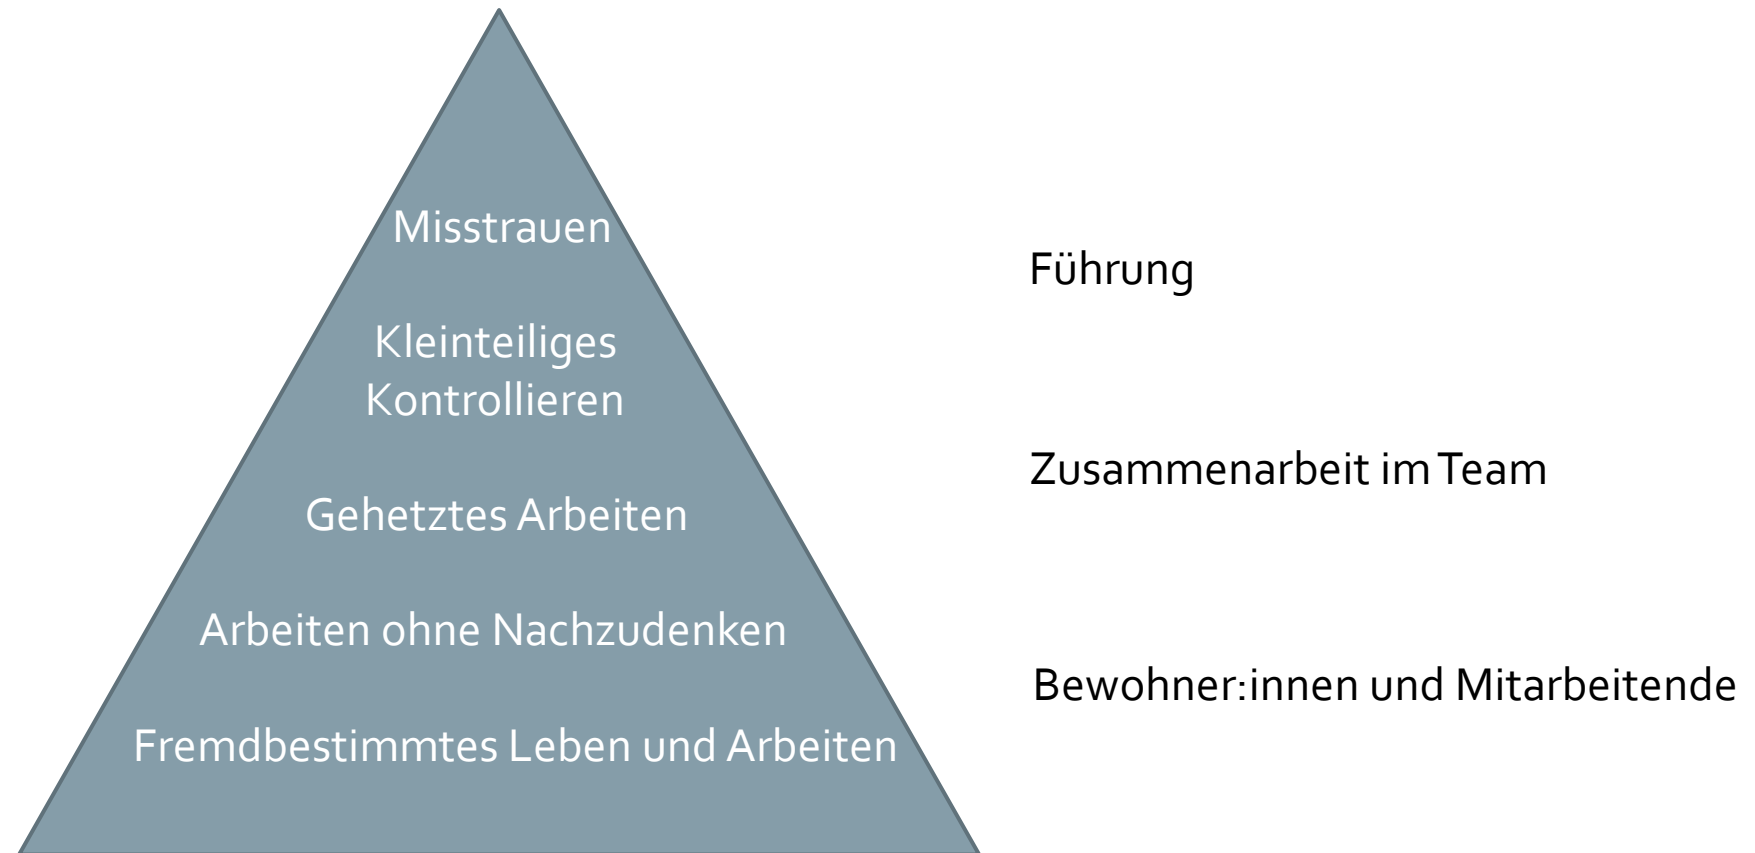 Misstrauen
Führung
Kleinteiliges
Kontrollieren
Zusammenarbeit im Team
Gehetztes Arbeiten
Arbeiten ohne Nachzudenken
Bewohner:innen und Mitarbeitende
Fremdbestimmtes Leben und Arbeiten